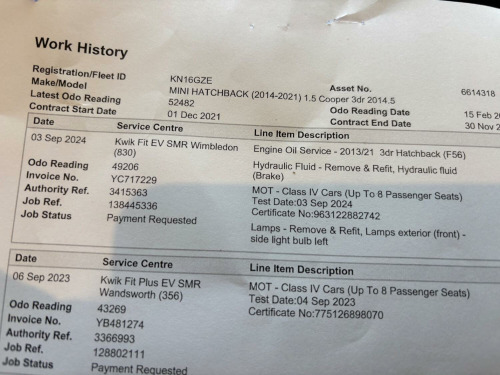 Work History
Registration/Fleet ID KN16GZE
Make/Model MINI HATCHBACK (2014-2021) 1.5 Cooper 3dr 2014.5 Asset No. 6614318
Latest Odo Reading 52482 Odo Reading Date 15 Feb
Contract Start Date 01 Dec 2021 Contract End Date 30 Nov
Date Service Centre Line Item Description
03 Sep 2024 Kwik Fit EV SMR Wimbledon (830) Engine Oil Service - 2013/21 3dr Hatchback (F56)
Odo Reading 49206 Hydraulic Fluid - Remove & Refit, Hydraulic fluid (Brake)
Invoice No. YC717229
Authority Ref. 3415363 MOT - Class IV Cars (Up To 8 Passenger Seats)
Job Ref. 138445336 Test Date:03 Sep 2024
Job Status Payment Requested Certificate No:963122882742
Lamps - Remove & Refit, Lamps exterior (front) -
side light bulb left
Date Service Centre Line Item Description
06 Sep 2023 Kwik Fit Plus EV SMR Wandsworth (356) MOT - Class IV Cars (Up To 8 Passenger Seats)
Test Date:04 Sep 2023
Odo Reading 43269 Certificate No:775126898070
Invoice No. YB481274
Authority Ref. 3366993
Job Ref. 128802111
Job Status Payment Requested